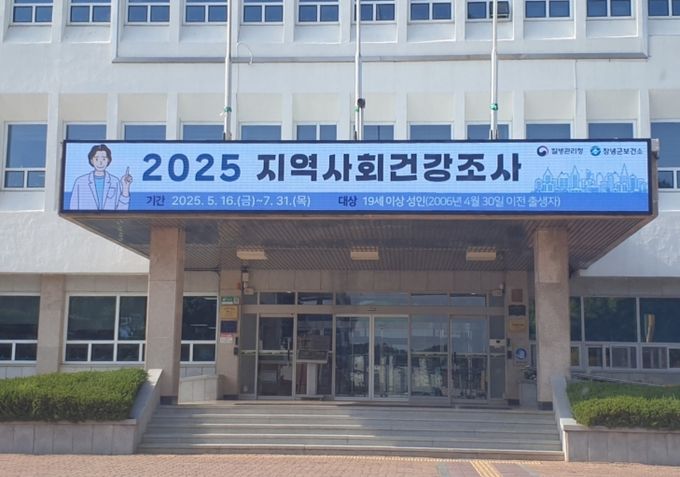 2025 지역사회건강조사
질병관리청 창녕군보건소
기간 2025. 5. 16.(금)~7. 31.(목) 대상 19세 이상 성인(2006년 4월 30일 이전 출생자)